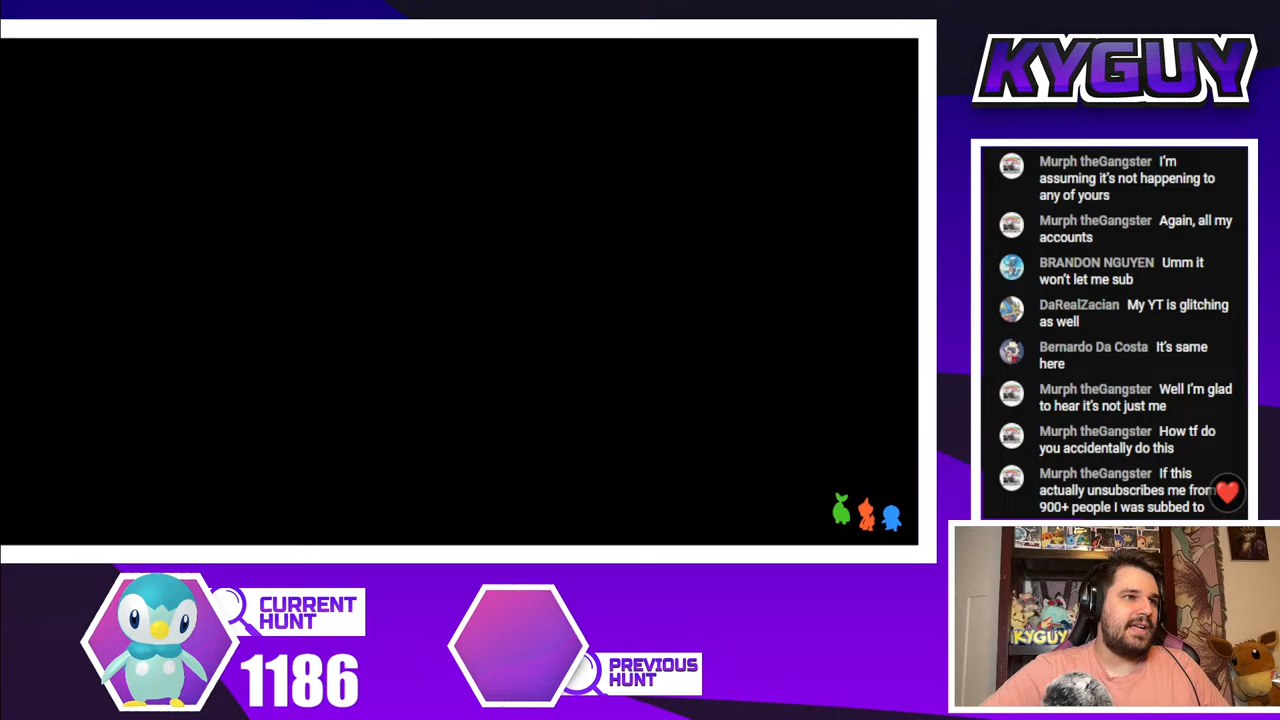 KYGUY
Murph theGangster I'm
assuming it's not happening to
any of yours
Murph theGangster Again, all my
accounts
BRANDON NGUYEN Umm it
won't let me sub
DaRealZacian My YT is glitching
as well
Bernardo Da Costa It's same
here
Murph theGangster Well I'm glad
to hear it's not just me
Murph theGangster How tf do
you accidentally do this
Murph theGangster If this
actually unsubscribes me from
900+ people I was subbed to
CURRENT
HUNT
1186
PREVIOUS
HUNT
KYGUY